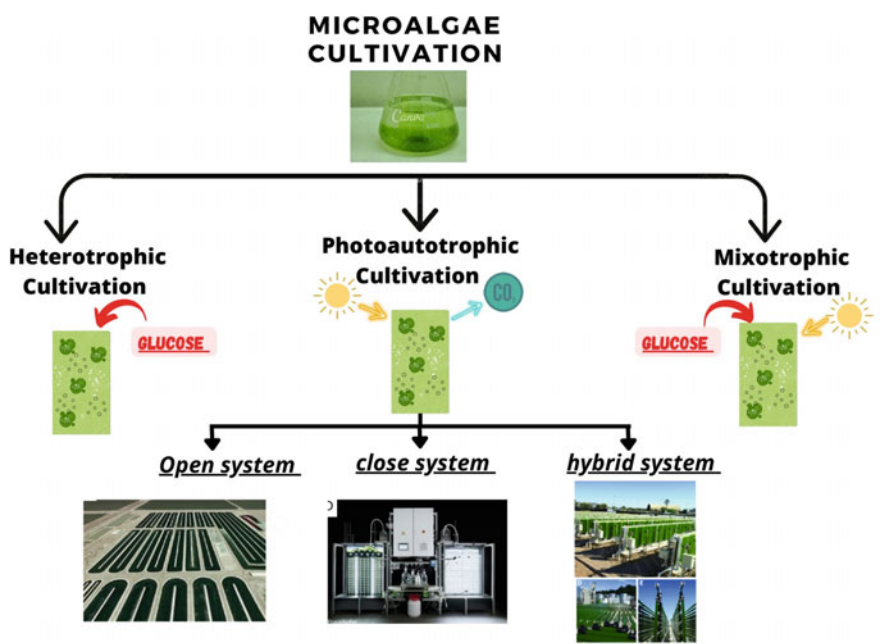 MICROALGAE
CULTIVATION
Canva
Heterotrophic
Cultivation
Photoautotrophic
Cultivation
Mixotrophic
Cultivation
CO₂
GLUCOSE
GLUCOSE
Open system
close system
hybrid system